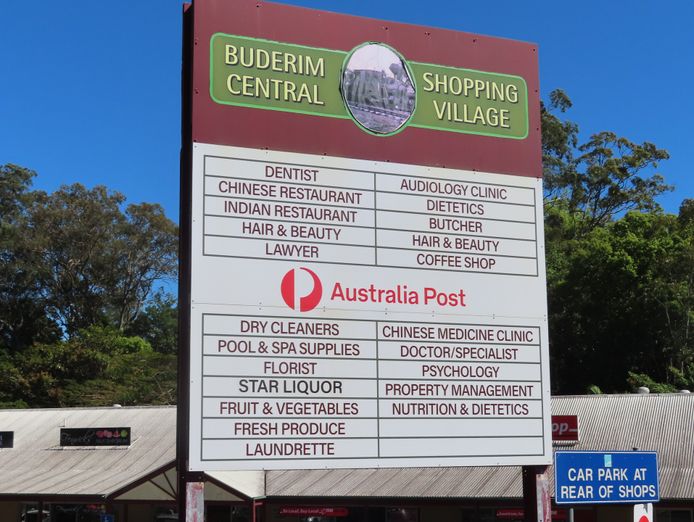 BUDERIM
CENTRAL
SHOPPING
VILLAGE
DENTIST
CHINESE RESTAURANT
INDIAN RESTAURANT
HAIR & BEAUTY
LAWYER
AUDIOLOGY CLINIC
DIETETICS
BUTCHER
HAIR & BEAUTY
COFFEE SHOP
Australia Post
DRY CLEANERS
POOL & SPA SUPPLIES
FLORIST
STAR LIQUOR
FRUIT & VEGETABLES
FRESH PRODUCE
LAUNDRETTE
CHINESE MEDICINE CLINIC
DOCTOR/SPECIALIST
PSYCHOLOGY
PROPERTY MANAGEMENT
NUTRITION & DIETETICS
CAR PARK AT
REAR OF SHOPS